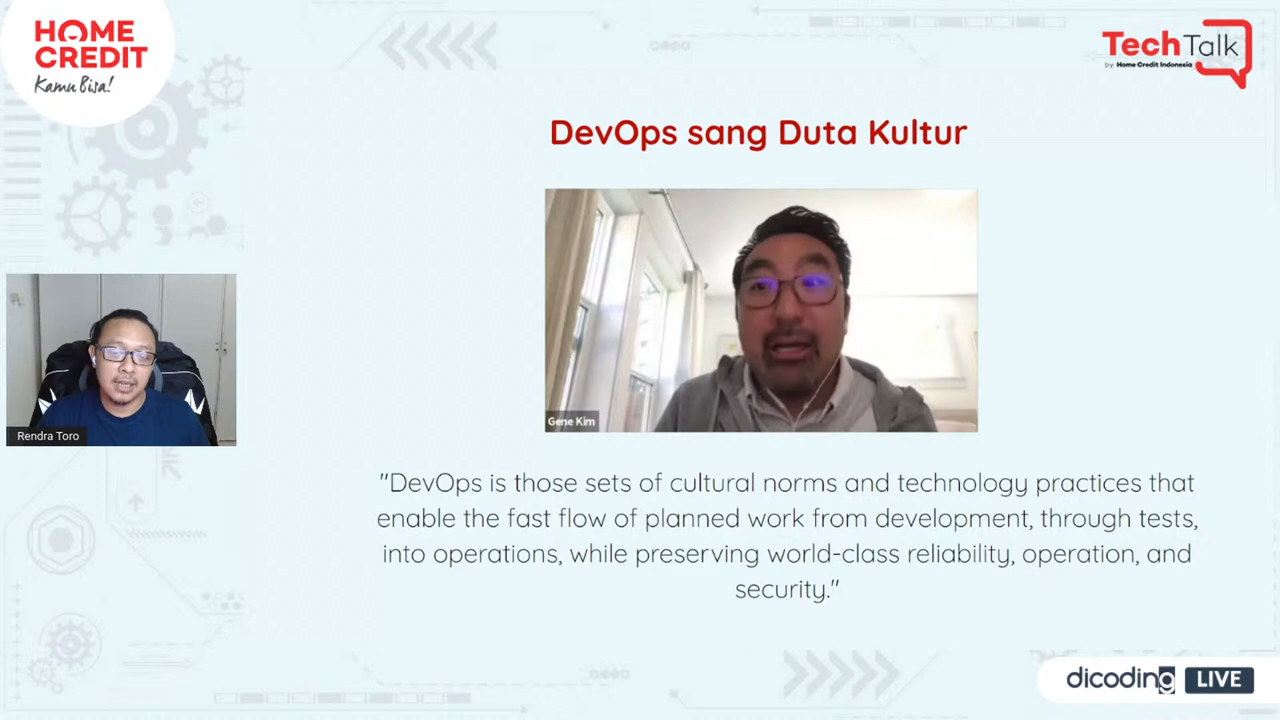 HOME
CREDIT
Kamu Bisa!
TechTalk
by Home Credit Indonesia
DevOps sang Duta Kultur
Gene Kim
Rendra Toro
"DevOps is those sets of cultural norms and technology practices that
enable the fast flow of planned work from development, through tests,
into operations, while preserving world-class reliability, operation, and
security."
dicoding LIVE